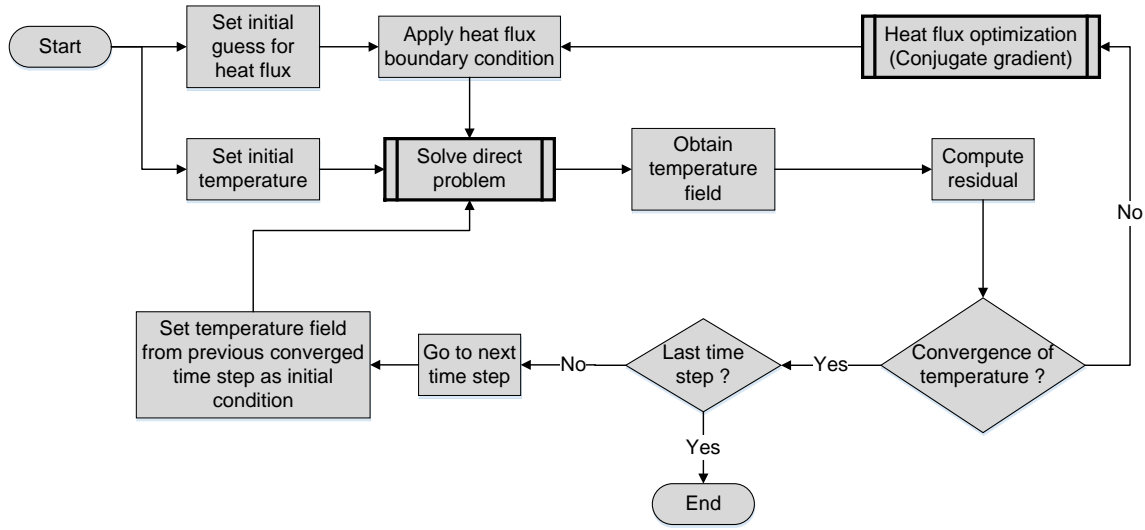 Start
Set initial
guess for
heat flux
Apply heat flux
boundary condition
Heat flux optimization
(Conjugate gradient)
Set initial
temperature
Solve direct
problem
Obtain
temperature
field
Compute
residual
No
Set temperature field
from previous converged
time step as initial
condition
Go to next
time step
No
Last time
step ?
Yes
Convergence of
temperature ?
Yes
End